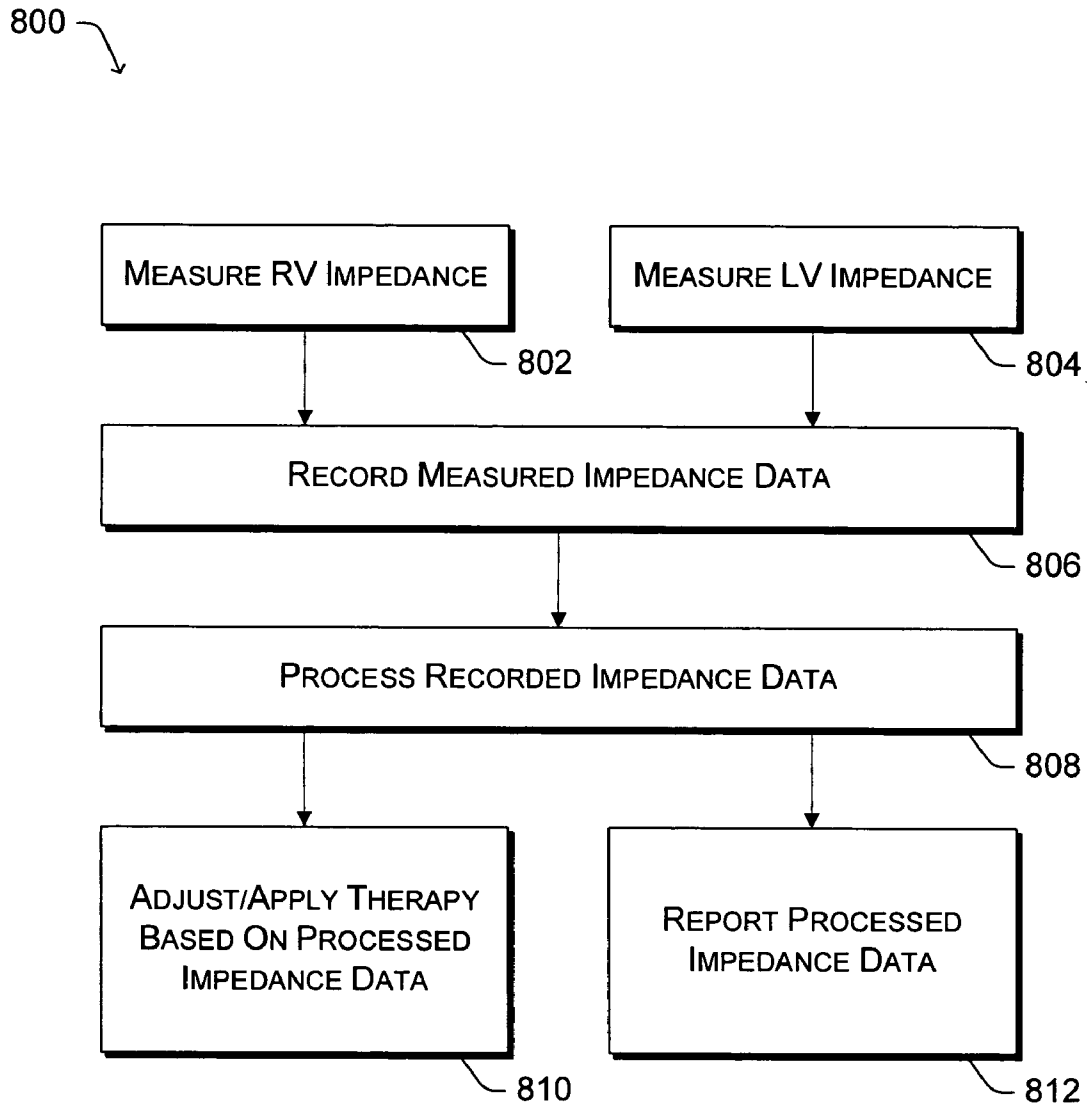 800
MEASURE RV IMPEDANCE
MEASURE LV IMPEDANCE
802
804
RECORD MEASURED IMPEDANCE DATA
806
PROCESS RECORDED IMPEDANCE DATA
808
ADJUST/APPLY THERAPY
BASED ON PROCESSED
IMPEDANCE DATA
REPORT PROCESSED
IMPEDANCE DATA
810
812